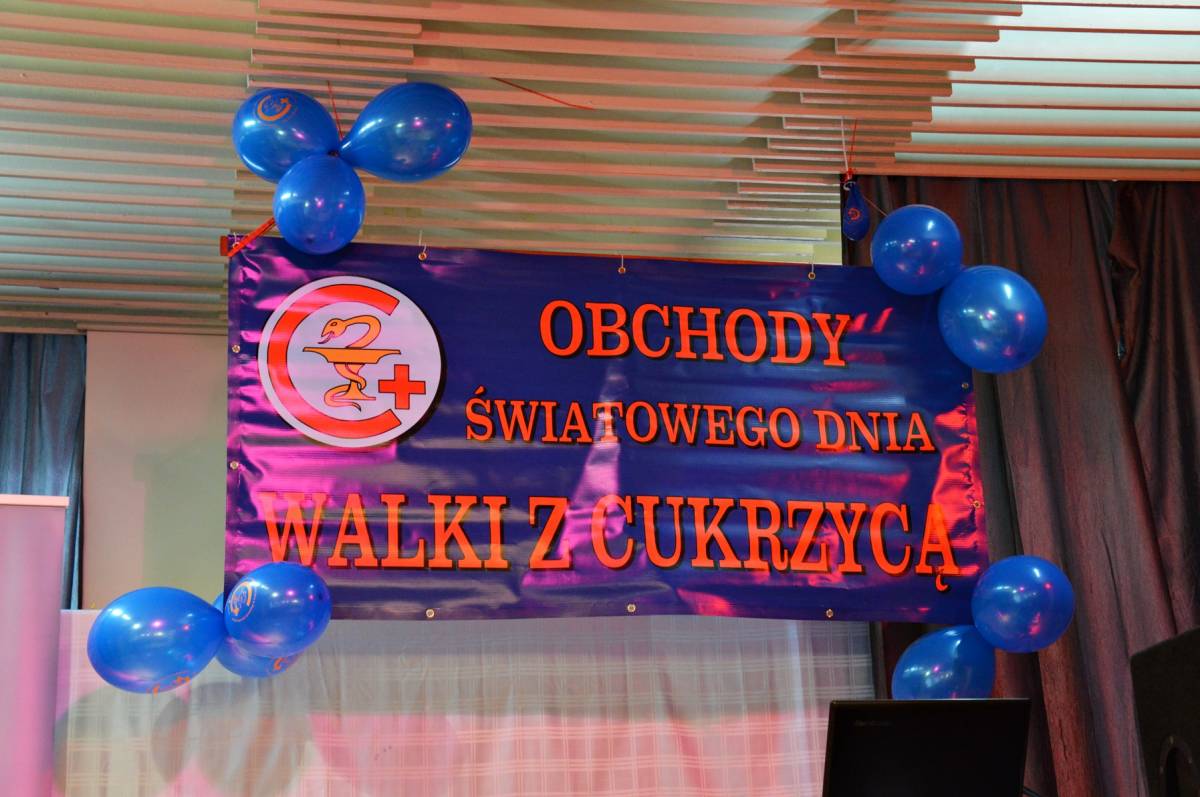 OBCHODY
ŚWIATOWEGO DNIA
WALKI Z CUKRZYCĄ